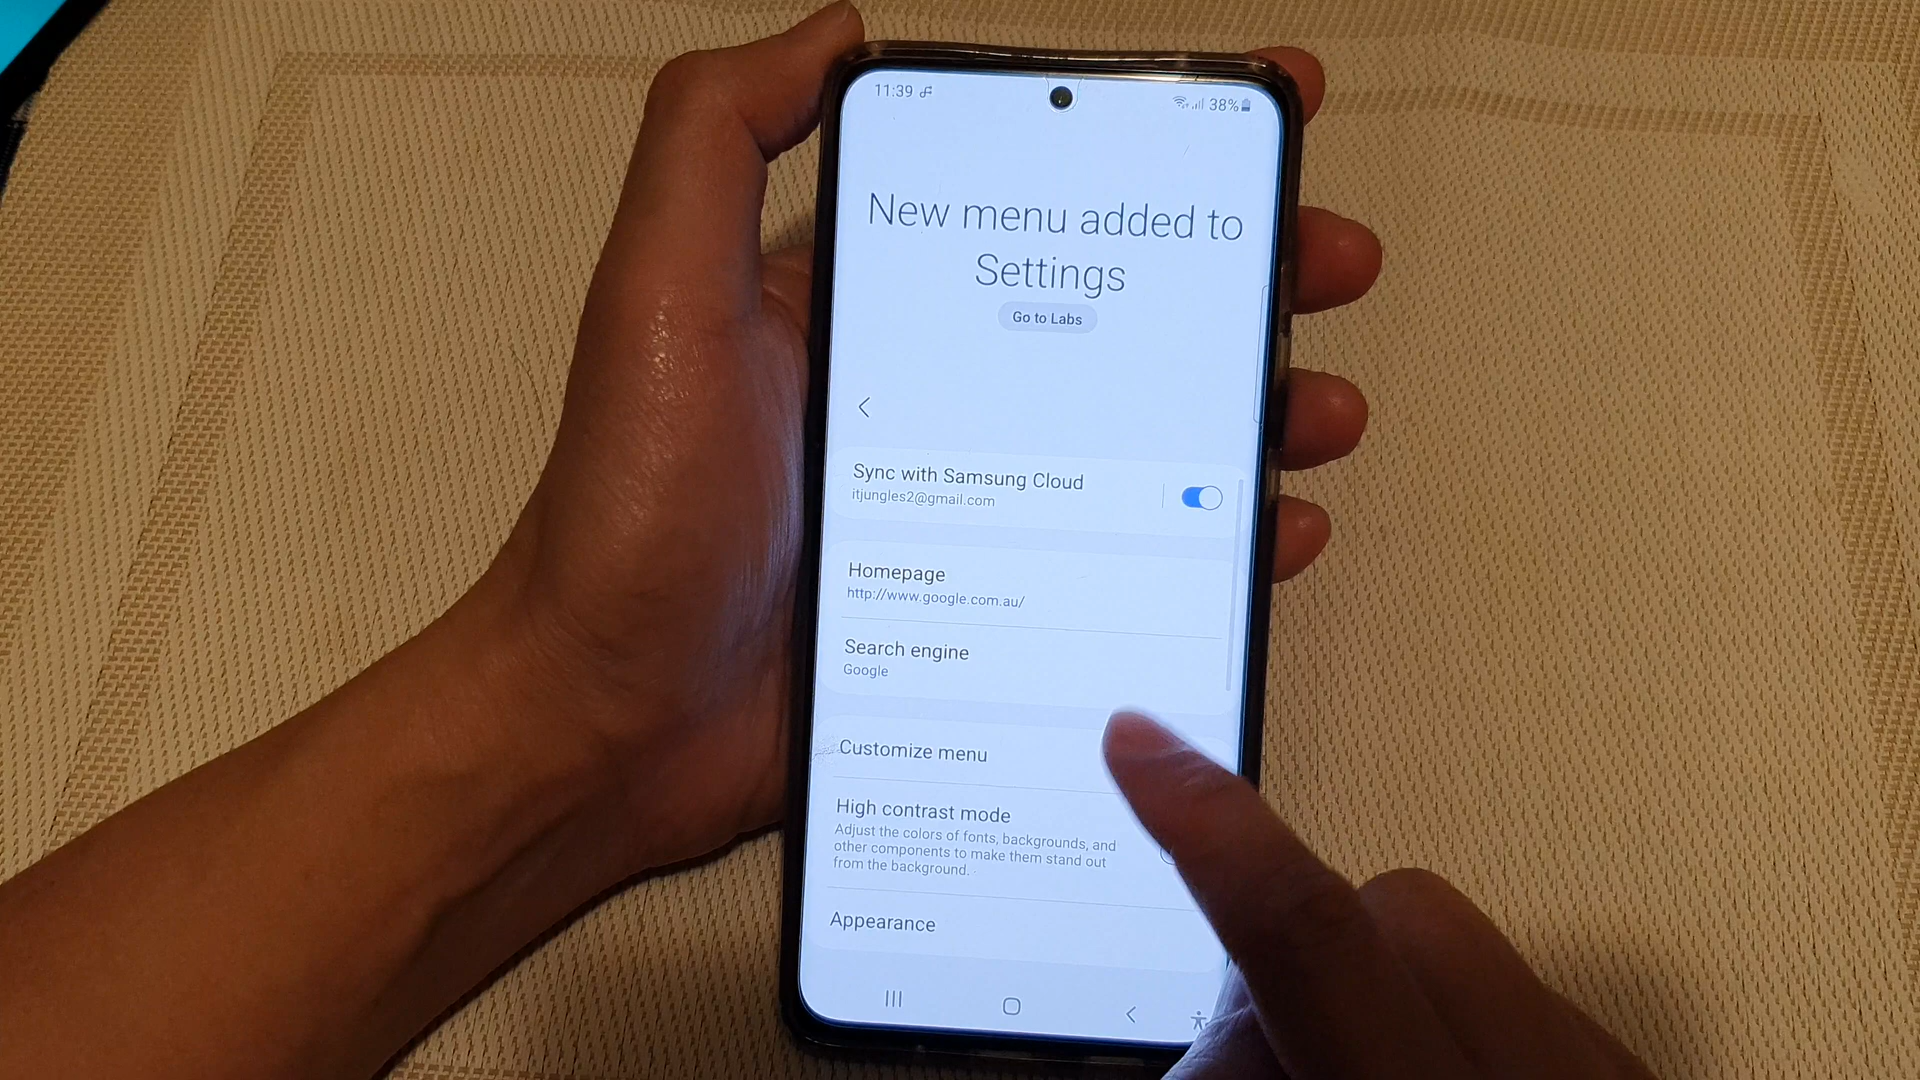 11:39
38%
New menu added to
Settings
Go to Labs
Sync with Samsung Cloud
itjungles2@gmail.com
Homepage
http://www.google.com.au/
Search engine
Google
Customize menu
High contrast mode
Adjust the colors of fonts, backgrounds, and
other components to make them stand out
from the background.
Appearance